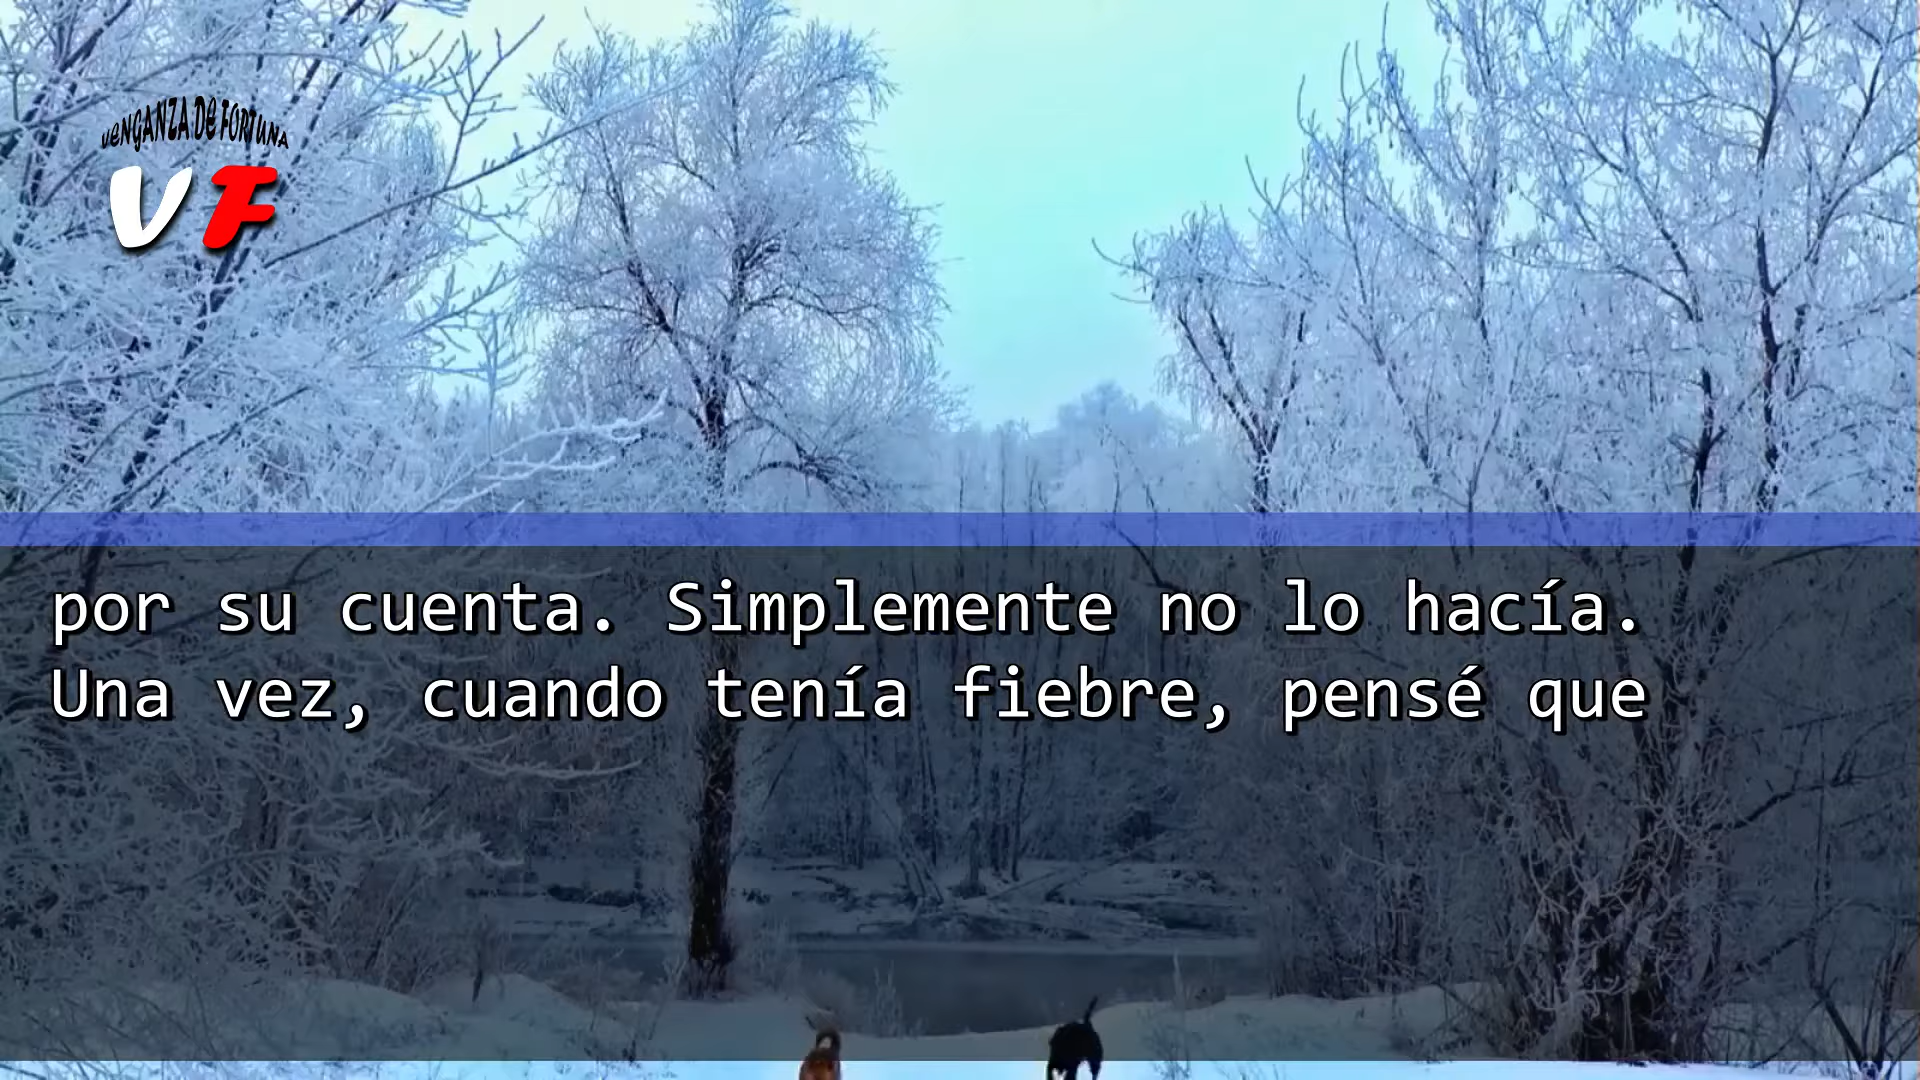 VENGANZA DE FORTUNA
VF
por su cuenta. Simplemente no lo hacía.
Una vez, cuando tenía fiebre, pensé que